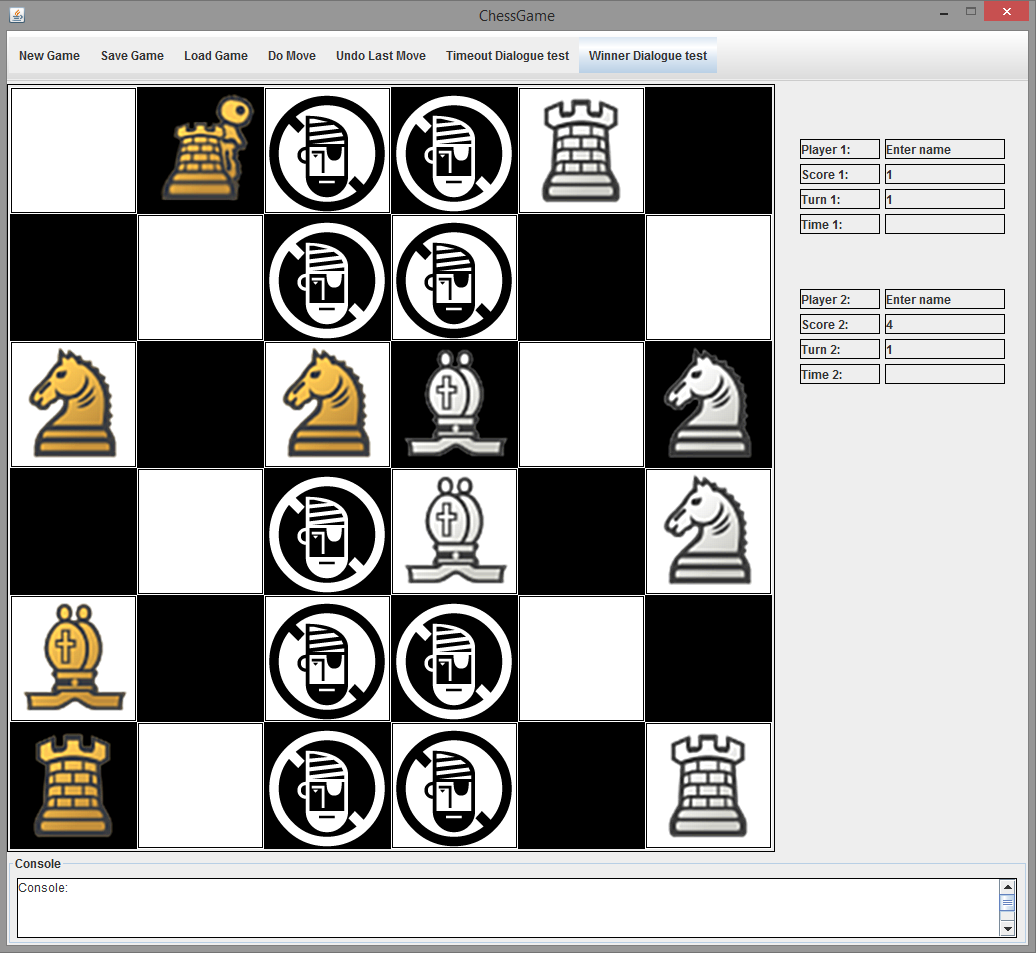 ChessGame
New Game Save Game Load Game Do Move Undo Last Move Timeout Dialogue test Winner Dialogue test
Player 1: Enter name
Score 1: 1
Turn 1: 1
Time 1:
Player 2: Enter name
Score 2: 4
Turn 2: 1
Time 2:
Console
Console: